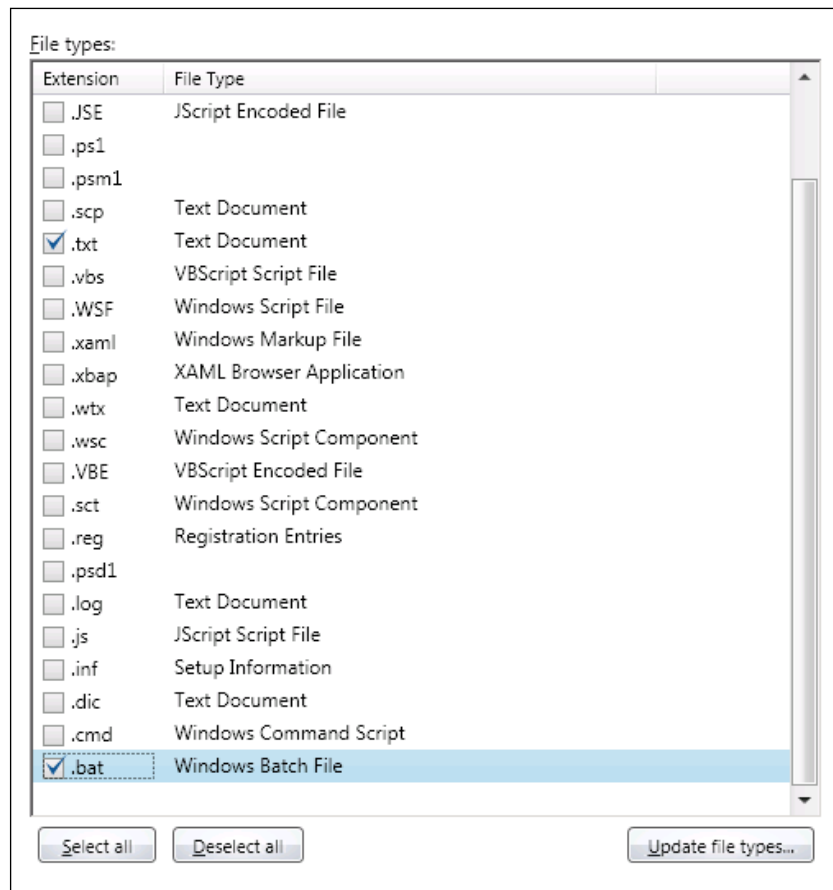 File types:
Extension File Type
.JSE JScript Encoded File
.ps1
.psm1
.scp Text Document
.txt Text Document
.vbs VBScript Script File
.WSF Windows Script File
.xaml Windows Markup File
.xbap XAML Browser Application
.wtx Text Document
.wsc Windows Script Component
.VBE VBScript Encoded File
.sct Windows Script Component
.reg Registration Entries
.psd1
.log Text Document
.js JScript Script File
.inf Setup Information
.dic Text Document
.cmd Windows Command Script
.bat Windows Batch File
Select all Deselect all Update file types...